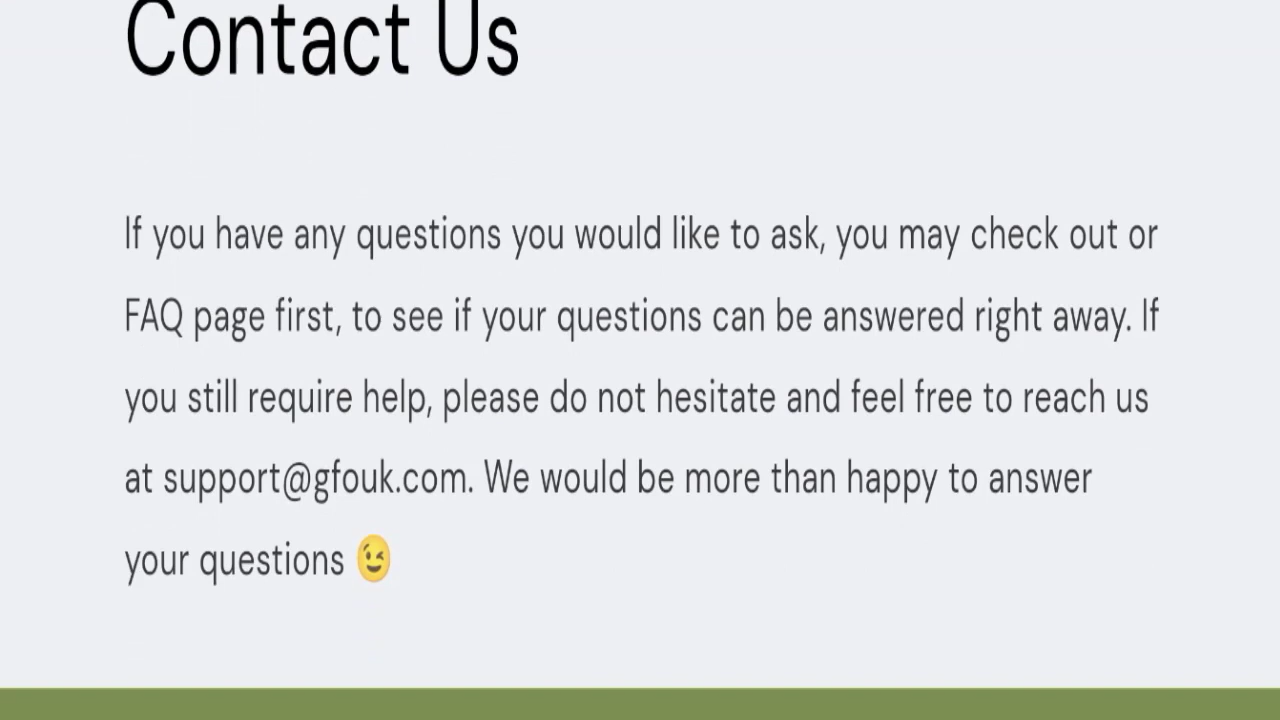 Contact Us
If you have any questions you would like to ask, you may check out or
FAQ page first, to see if your questions can be answered right away. If
you still require help, please do not hesitate and feel free to reach us
at support@gfouk.com. We would be more than happy to answer
your questions 😉